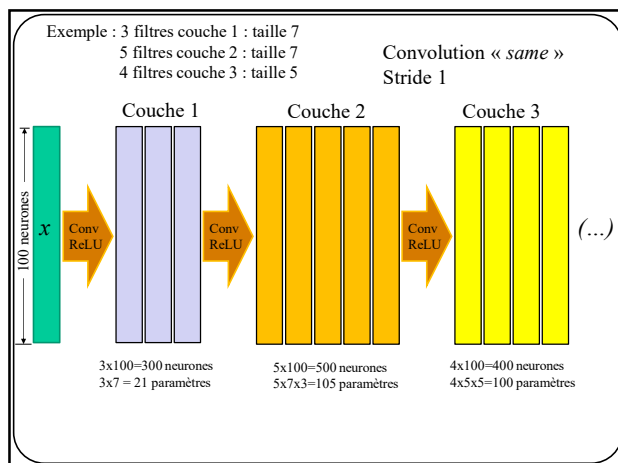 Exemple : 3 filtres couche 1 : taille 7
5 filtres couche 2 : taille 7
4 filtres couche 3 : taille 5
Convolution « same »
Stride 1
Couche 1
Couche 2
Couche 3
100 neurones
x
Conv
ReLU
Conv
ReLU
Conv
ReLU
(...)
3x100=300 neurones
3x7 = 21 paramètres
5x100=500 neurones
5x7x3=105 paramètres
4x100=400 neurones
4x5x5=100 paramètres